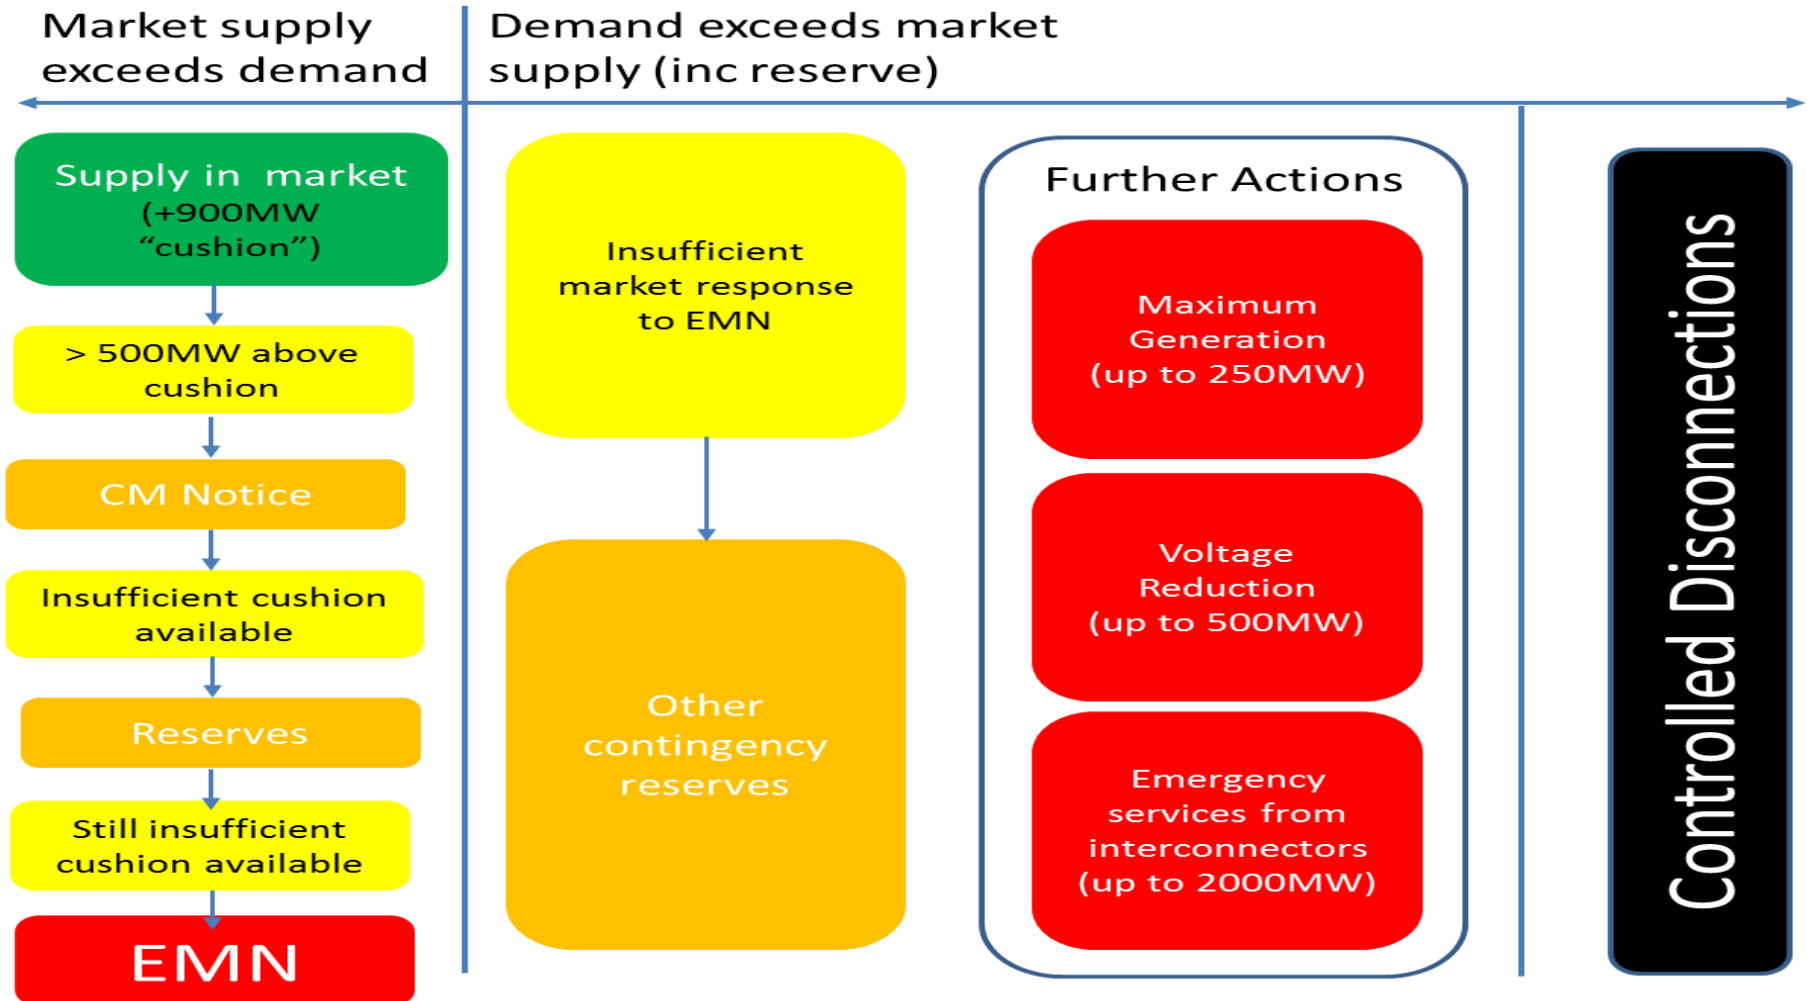 Market supply
exceeds demand
Demand exceeds market
supply (inc reserve)
Supply in market
(+900MW
“cushion”)
> 500MW above
cushion
CM Notice
Insufficient cushion
available
Reserves
Still insufficient
cushion available
EMN
Insufficient
market response
to EMN
Other
contingency
reserves
Further Actions
Maximum
Generation
(up to 250MW)
Voltage
Reduction
(up to 500MW)
Emergency
services from
interconnectors
(up to 2000MW)
Controlled Disconnections